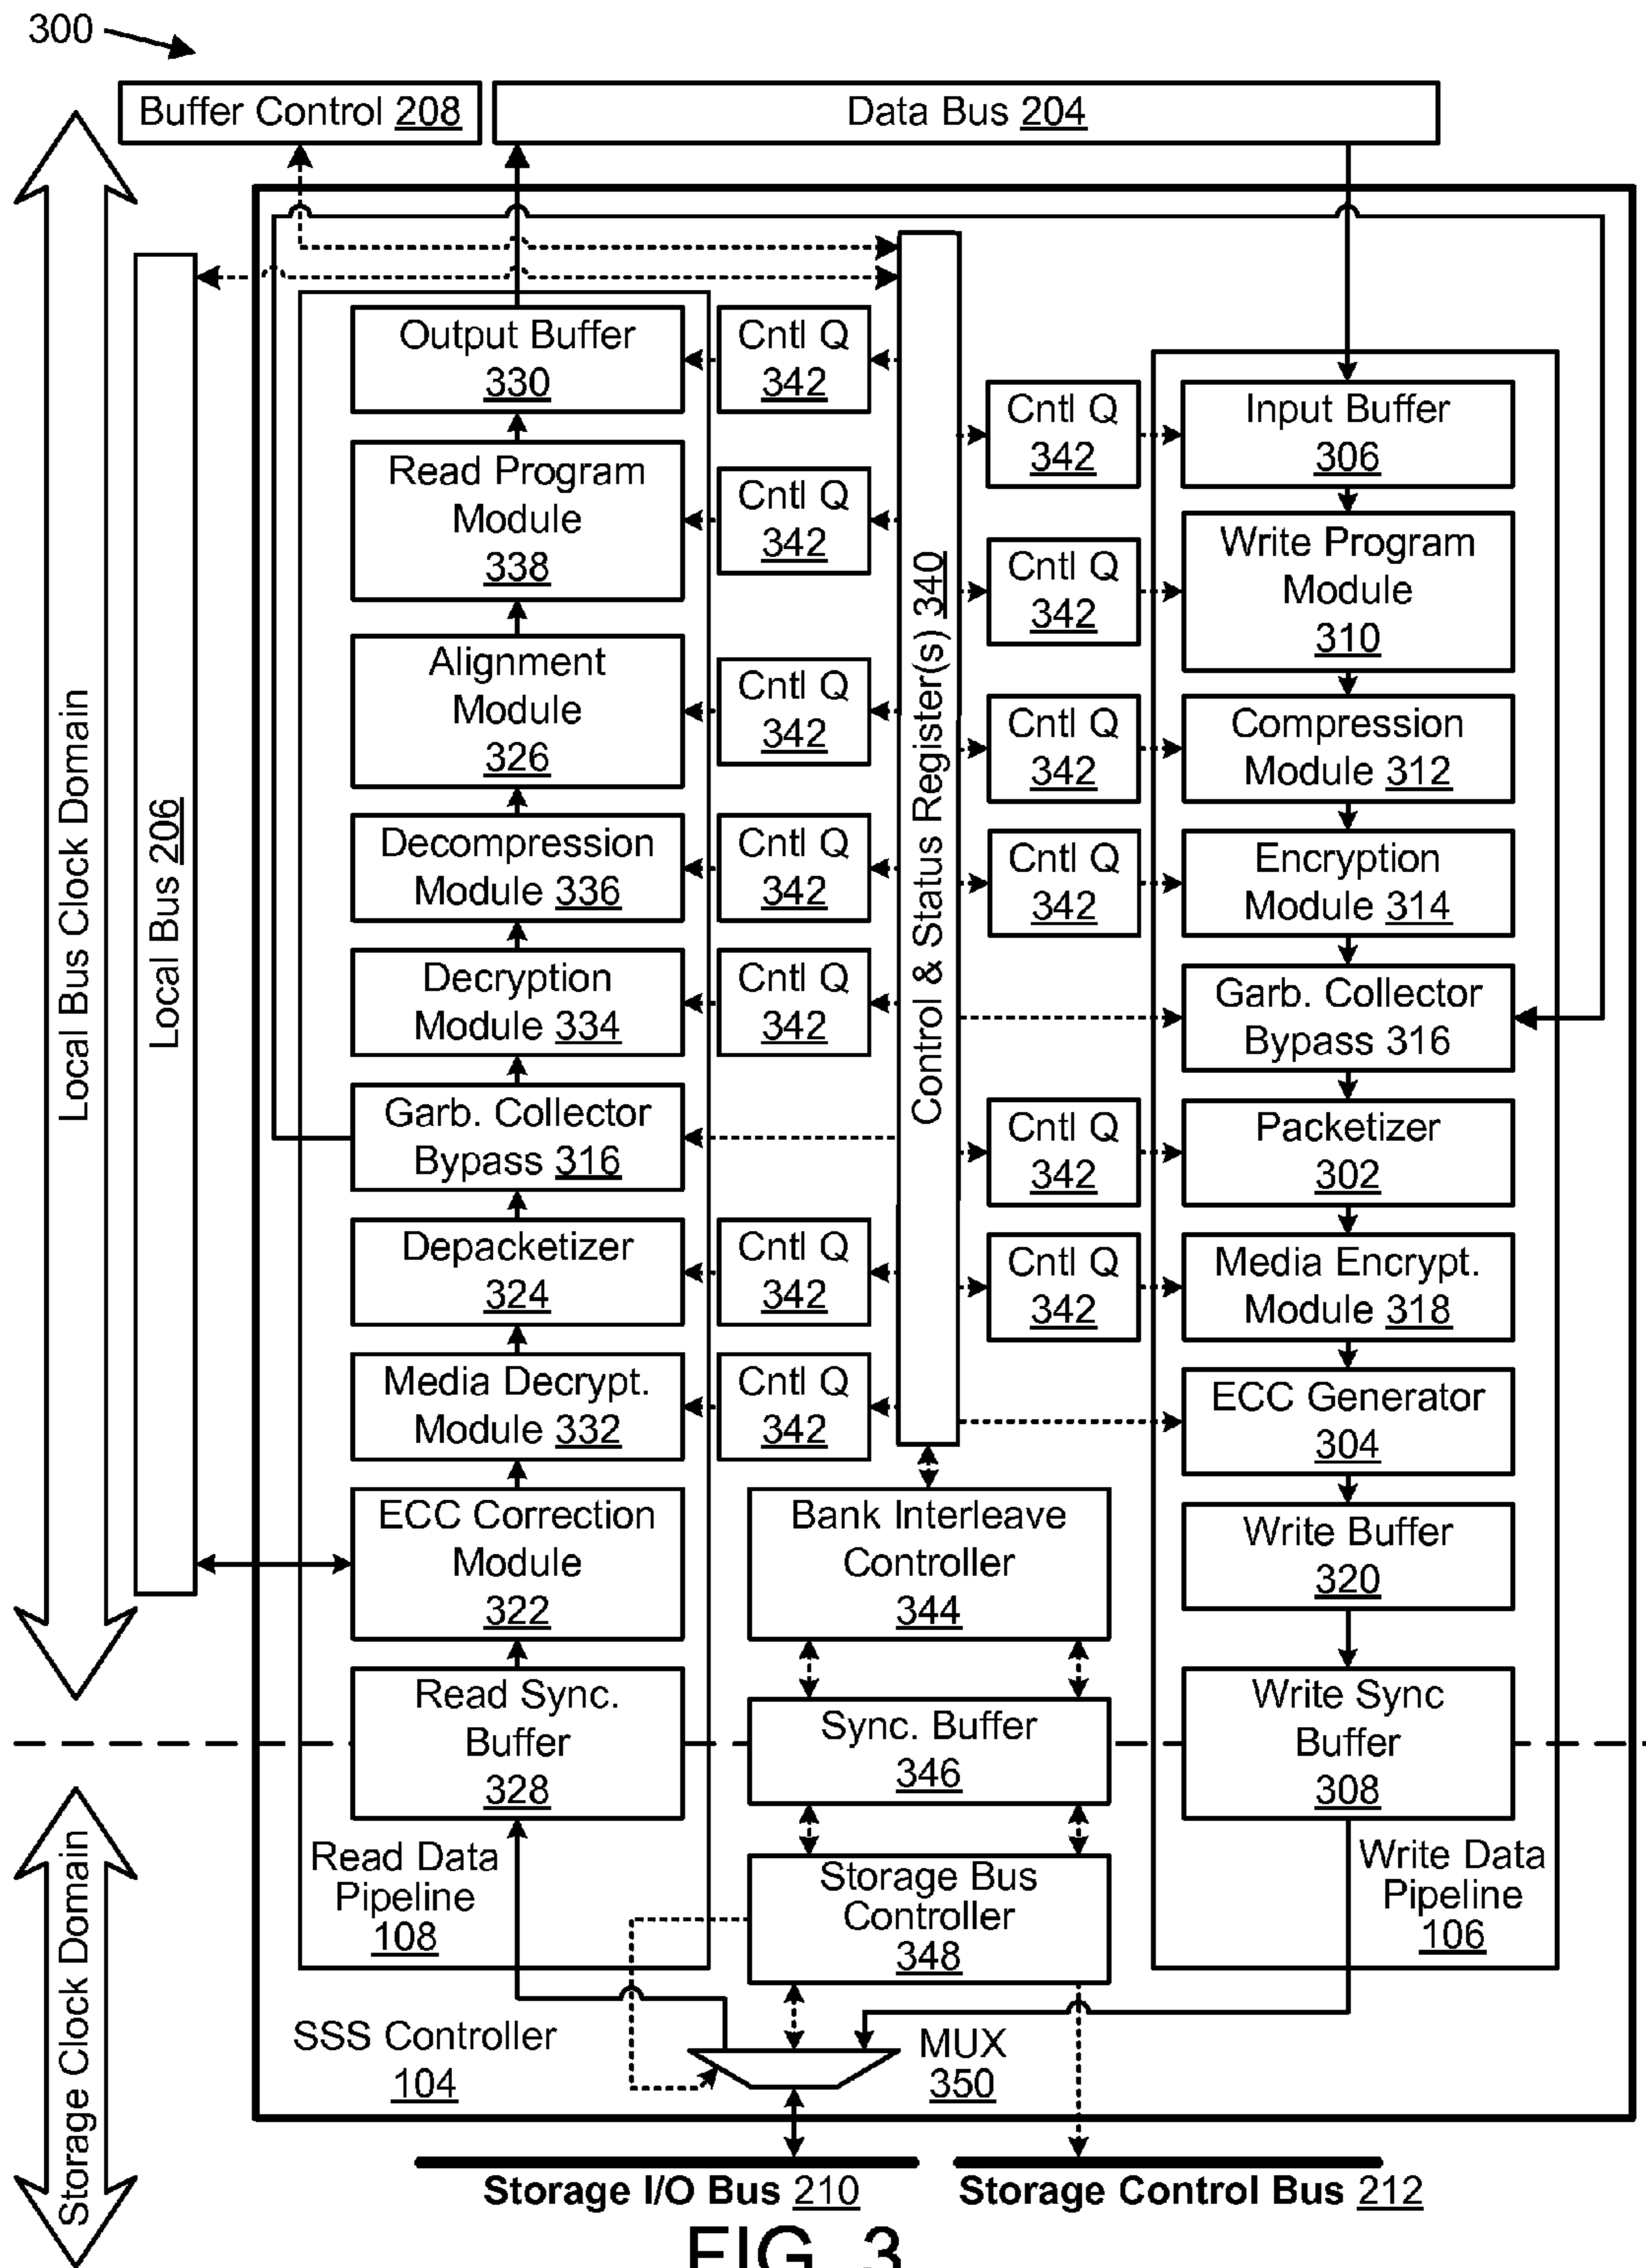 300
Buffer Control 208
Data Bus 204
Local Bus Clock Domain
Local Bus 206
Output Buffer
330
Read Program
Module
338
Alignment
Module
326
Decompression
Module 336
Decryption
Module 334
Garb. Collector
Bypass 316
Depacketizer
324
Media Decrypt.
Module 332
ECC Correction
Module
322
Read Sync.
Buffer
328
Read Data
Pipeline
108
Cntl Q
342
Cntl Q
342
Cntl Q
342
Cntl Q
342
Cntl Q
342
Cntl Q
342
Cntl Q
342
Control & Status Register(s) 340
Cntl Q
342
Cntl Q
342
Cntl Q
342
Cntl Q
342
Cntl Q
342
Cntl Q
342
Input Buffer
306
Write Program
Module
310
Compression
Module 312
Encryption
Module 314
Garb. Collector
Bypass 316
Packetizer
302
Media Encrypt.
Module 318
ECC Generator
304
Write Buffer
320
Write Sync
Buffer
308
Write Data
Pipeline
106
Bank Interleave
Controller
344
Sync. Buffer
346
Storage Bus
Controller
348
Storage Clock Domain
SSS Controller
104
MUX
350
Storage I/O Bus 210
Storage Control Bus 212
FIG. 3